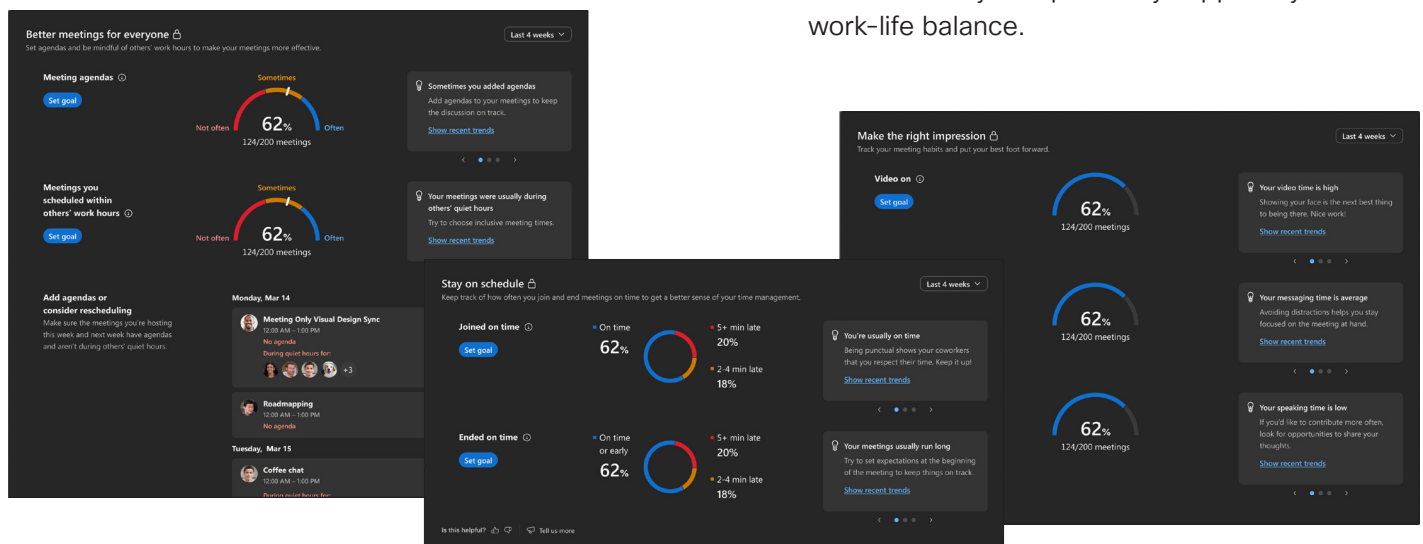 work-life balance.
Better meetings for everyone
Last 4 weeks
Set agendas and be mindful of others' work hours to make your meetings more effective.
Meeting agendas
Set goal
Sometimes
Not often
62%
Often
124/200 meetings
Sometimes you added agendas
Add agendas to your meetings to keep
the discussion on track.
Show recent trends
Meetings you
scheduled within
others' work hours
Set goal
Sometimes
Not often
62%
Often
124/200 meetings
Your meetings were usually during
others' quiet hours
Try to choose inclusive meeting times.
Show recent trends
Add agendas or
consider rescheduling
Make sure the meetings you're hosting
this week and next week have agendas
and aren't during others' quiet hours.
Monday, Mar 14
Meeting Only Visual Design Sync
12:00 AM – 1:00 PM
No agenda
During quiet hours for:
+3
Roadmapping
12:00 AM – 1:00 PM
No agenda
Tuesday, Mar 15
Coffee chat
12:00 AM – 1:00 PM
During quiet hours for:
Stay on schedule
Last 4 weeks
Keep track of how often you join and end meetings on time to get a better sense of your time management.
Joined on time
Set goal
On time
62%
5+ min late
20%
2-4 min late
18%
You're usually on time
Being punctual shows your coworkers
that you respect their time. Keep it up!
Show recent trends
Ended on time
Set goal
On time
or early
62%
5+ min late
20%
2-4 min late
18%
Your meetings usually run long
Try to set expectations at the beginning
of the meeting to keep things on track.
Show recent trends
Is this helpful?
Tell us more
Make the right impression
Last 4 weeks
Track your meeting habits and put your best foot forward.
Video on
Set goal
62%
124/200 meetings
Your video time is high
Showing your face is the next best thing
to being there. Nice work!
Show recent trends
62%
124/200 meetings
Your messaging time is average
Avoiding distractions helps you stay
focused on the meeting at hand.
Show recent trends
62%
124/200 meetings
Your speaking time is low
If you'd like to contribute more often,
look for opportunities to share your
thoughts.
Show recent trends